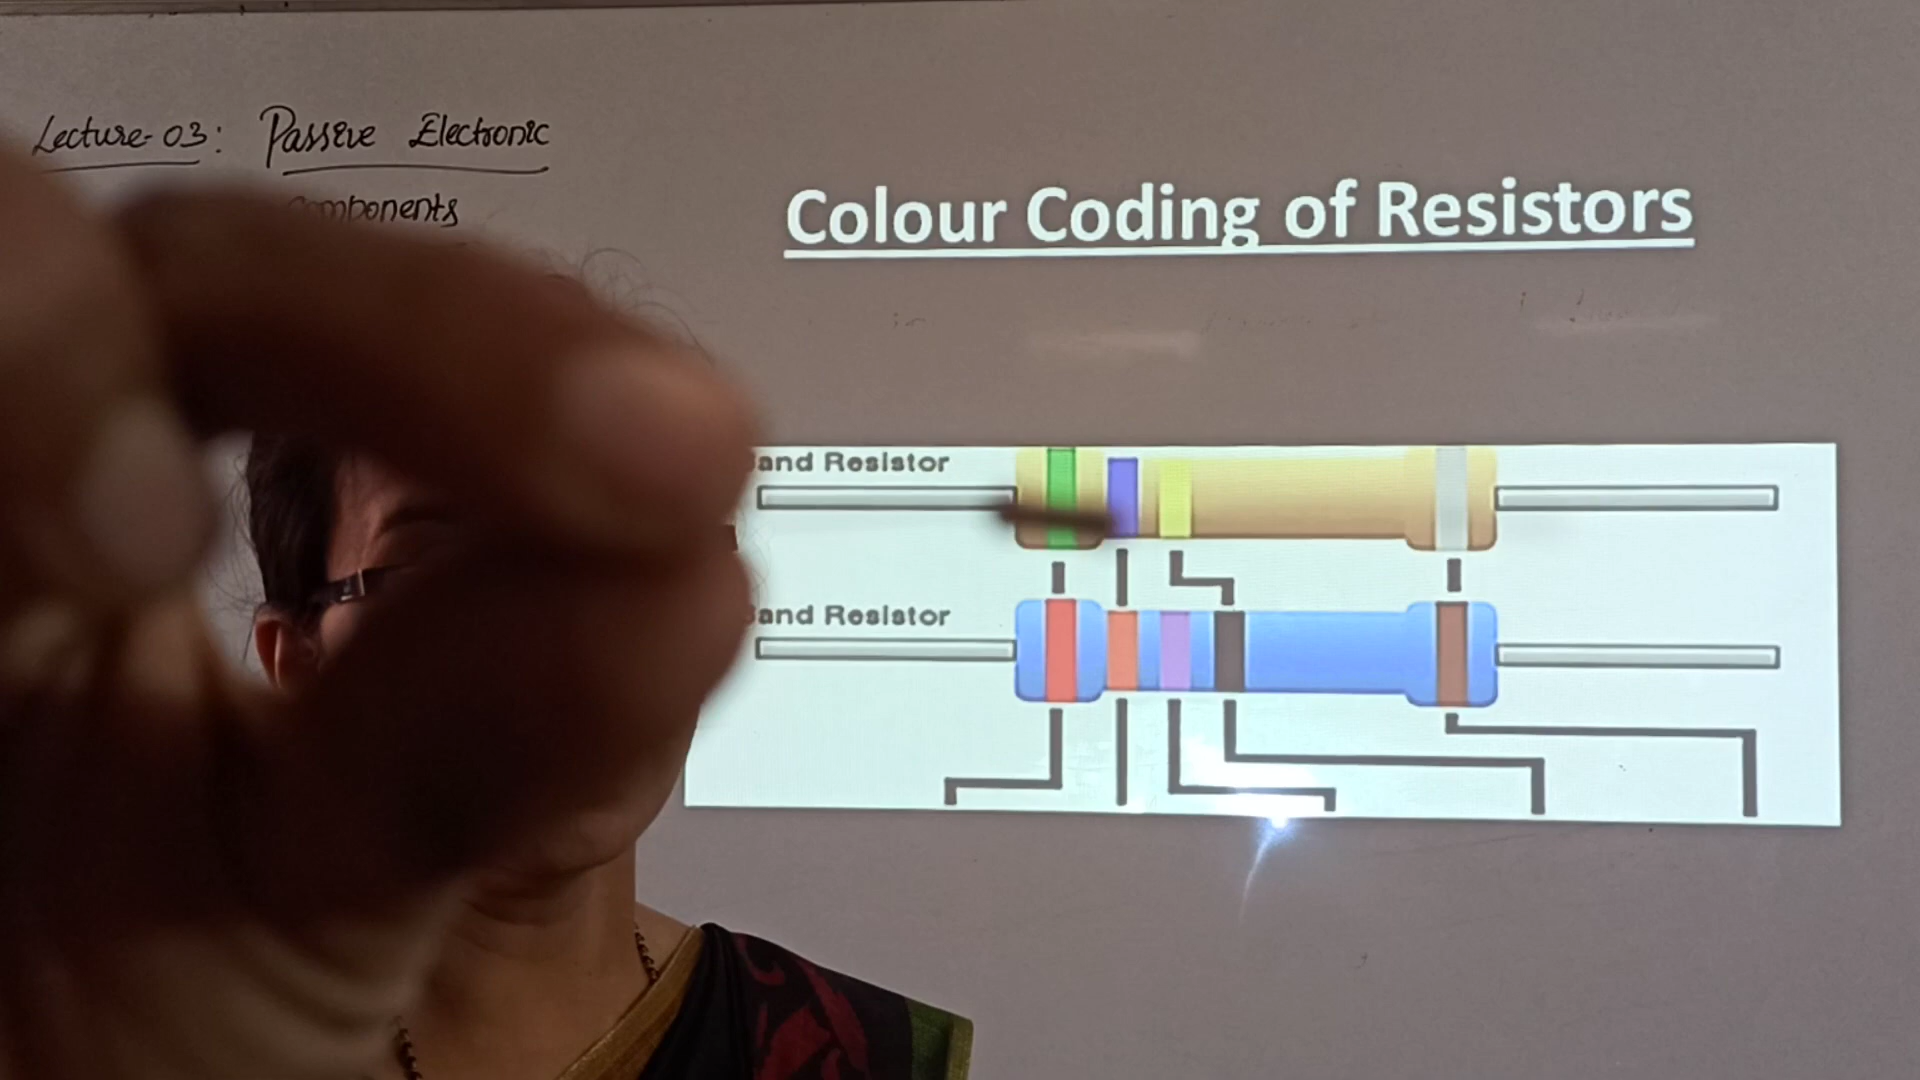 Lecture-03: Passive Electronic
components
Colour Coding of Resistors
and Resistor
and Resistor